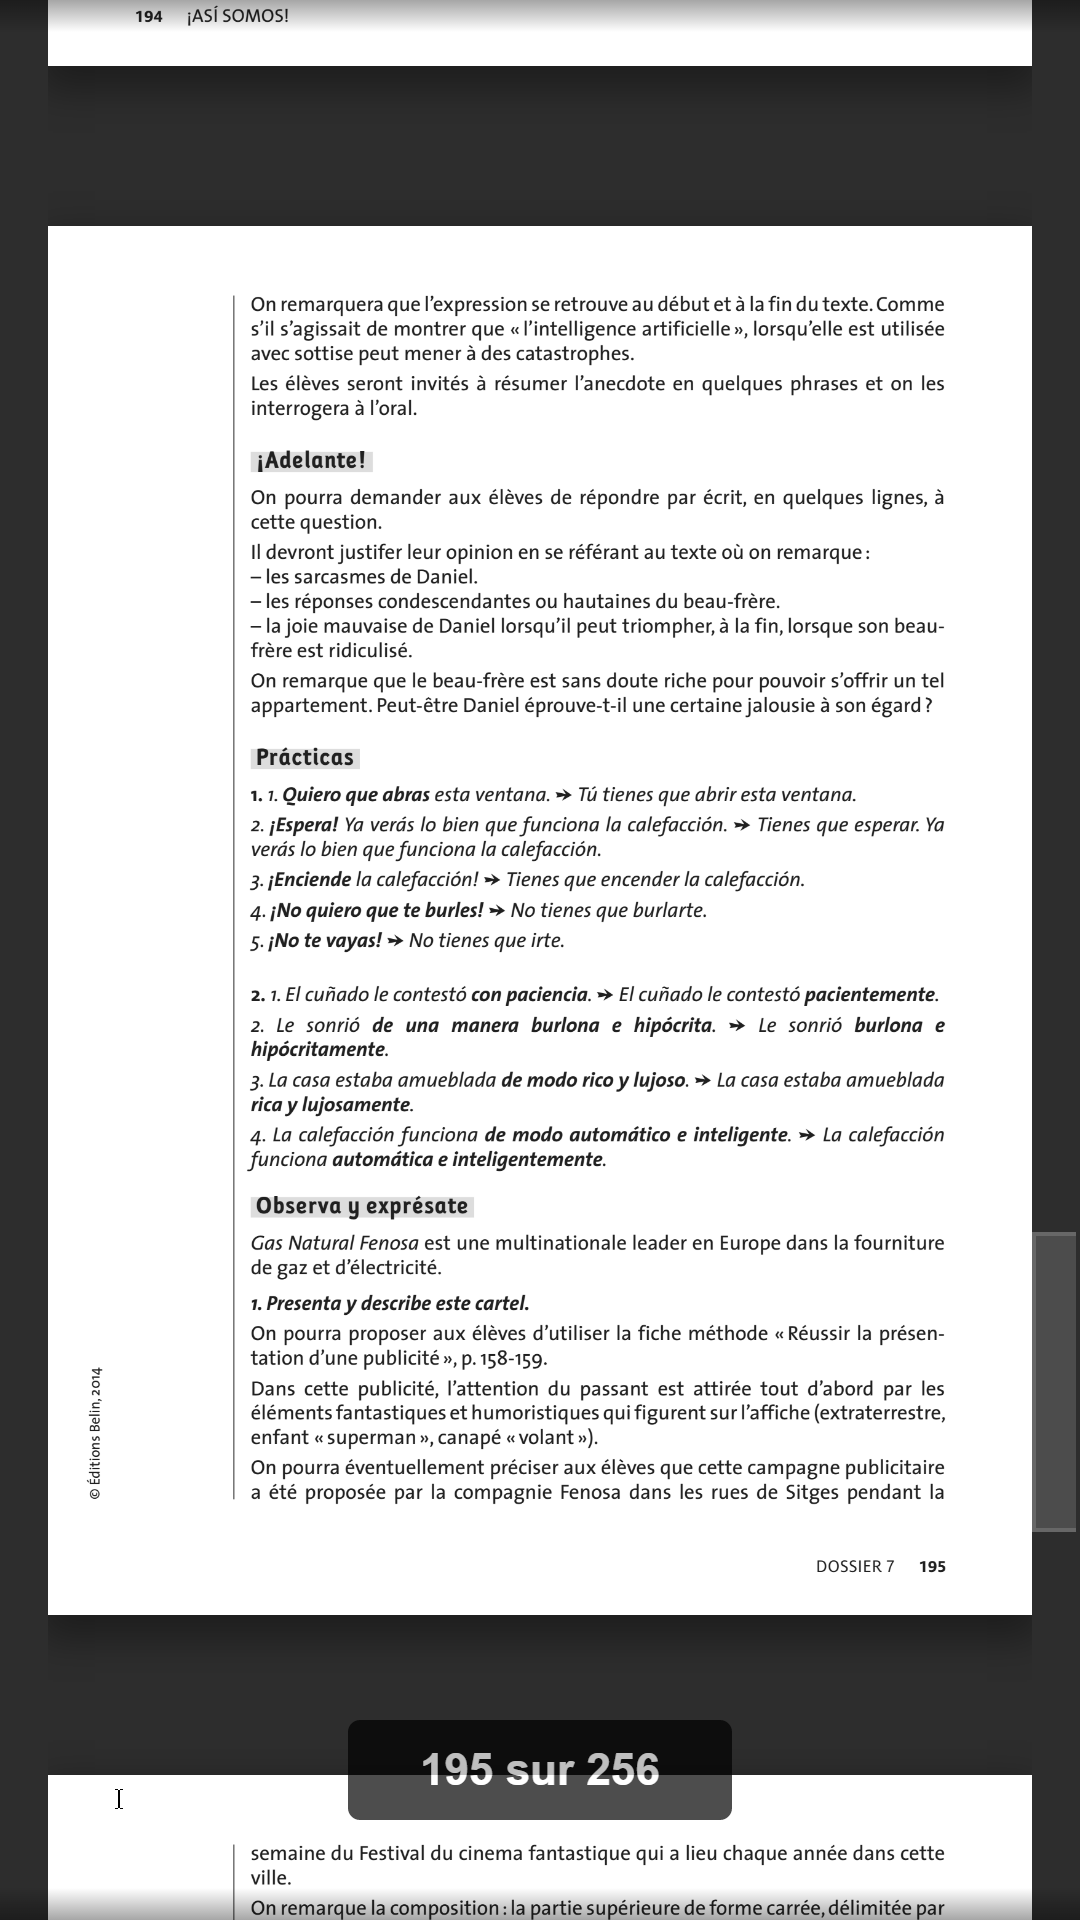 194 ¡ASÍ SOMOS!
On remarquera que l'expression se retrouve au début et à la fin du texte. Comme
s'il s'agissait de montrer que « l'intelligence artificielle », lorsqu'elle est utilisée
avec sottise peut mener à des catastrophes.
Les élèves seront invités à résumer l'anecdote en quelques phrases et on les
interrogera à l'oral.
¡Adelante!
On pourra demander aux élèves de répondre par écrit, en quelques lignes, à
cette question.
Il devront justifer leur opinion en se référant au texte où on remarque :
– les sarcasmes de Daniel.
– les réponses condescendantes ou hautaines du beau-frère.
– la joie mauvaise de Daniel lorsqu'il peut triompher, à la fin, lorsque son beau-
frère est ridiculisé.
On remarque que le beau-frère est sans doute riche pour pouvoir s'offrir un tel
appartement. Peut-être Daniel éprouve-t-il une certaine jalousie à son égard ?
Prácticas
1. 1. Quiero que abras esta ventana. ➔ Tú tienes que abrir esta ventana.
2. ¡Espera! Ya verás lo bien que funciona la calefacción. ➔ Tienes que esperar. Ya
verás lo bien que funciona la calefacción.
3. ¡Enciende la calefacción! ➔ Tienes que encender la calefacción.
4. ¡No quiero que te burles! ➔ No tienes que burlarte.
5. ¡No te vayas! ➔ No tienes que irte.
2. 1. El cuñado le contestó con paciencia. ➔ El cuñado le contestó pacientemente.
2. Le sonrió de una manera burlona e hipócrita. ➔ Le sonrió burlona e
hipócritamente.
3. La casa estaba amueblada de modo rico y lujoso. ➔ La casa estaba amueblada
rica y lujosamente.
4. La calefacción funciona de modo automático e inteligente. ➔ La calefacción
funciona automática e inteligentemente.
Observa y exprésate
Gas Natural Fenosa est une multinationale leader en Europe dans la fourniture
de gaz et d'électricité.
1. Presenta y describe este cartel.
On pourra proposer aux élèves d'utiliser la fiche méthode « Réussir la présen-
tation d'une publicité », p. 158-159.
Dans cette publicité, l'attention du passant est attirée tout d'abord par les
éléments fantastiques et humoristiques qui figurent sur l'affiche (extraterrestre,
enfant « superman », canapé « volant »).
On pourra éventuellement préciser aux élèves que cette campagne publicitaire
a été proposée par la compagnie Fenosa dans les rues de Sitges pendant la
© Éditions Belin, 2014
DOSSIER 7 195
195 sur 256
semaine du Festival du cinema fantastique qui a lieu chaque année dans cette
ville.
On remarque la composition : la partie supérieure de forme carrée, délimitée par